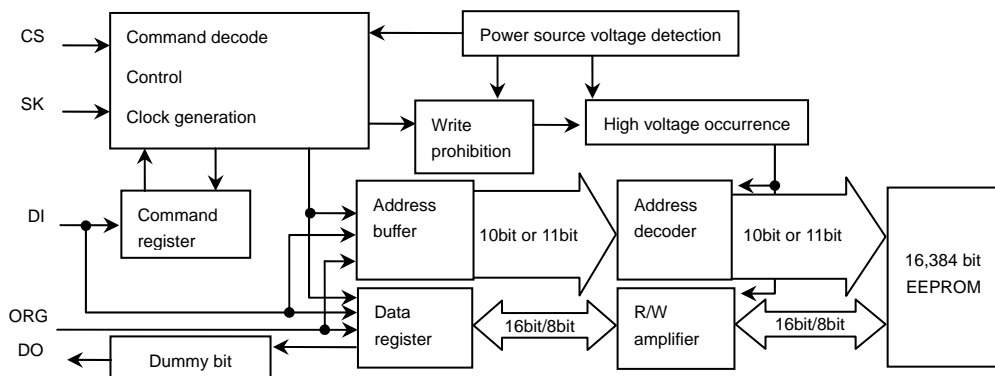 CS
Command decode
Control
Clock generation
Power source voltage detection
SK
Write
prohibition
High voltage occurrence
DI
Command
register
Address
buffer
10bit or 11bit
Address
decoder
10bit or 11bit
16,384 bit
EEPROM
ORG
Data
register
16bit/8bit
R/W
amplifier
16bit/8bit
DO
Dummy bit